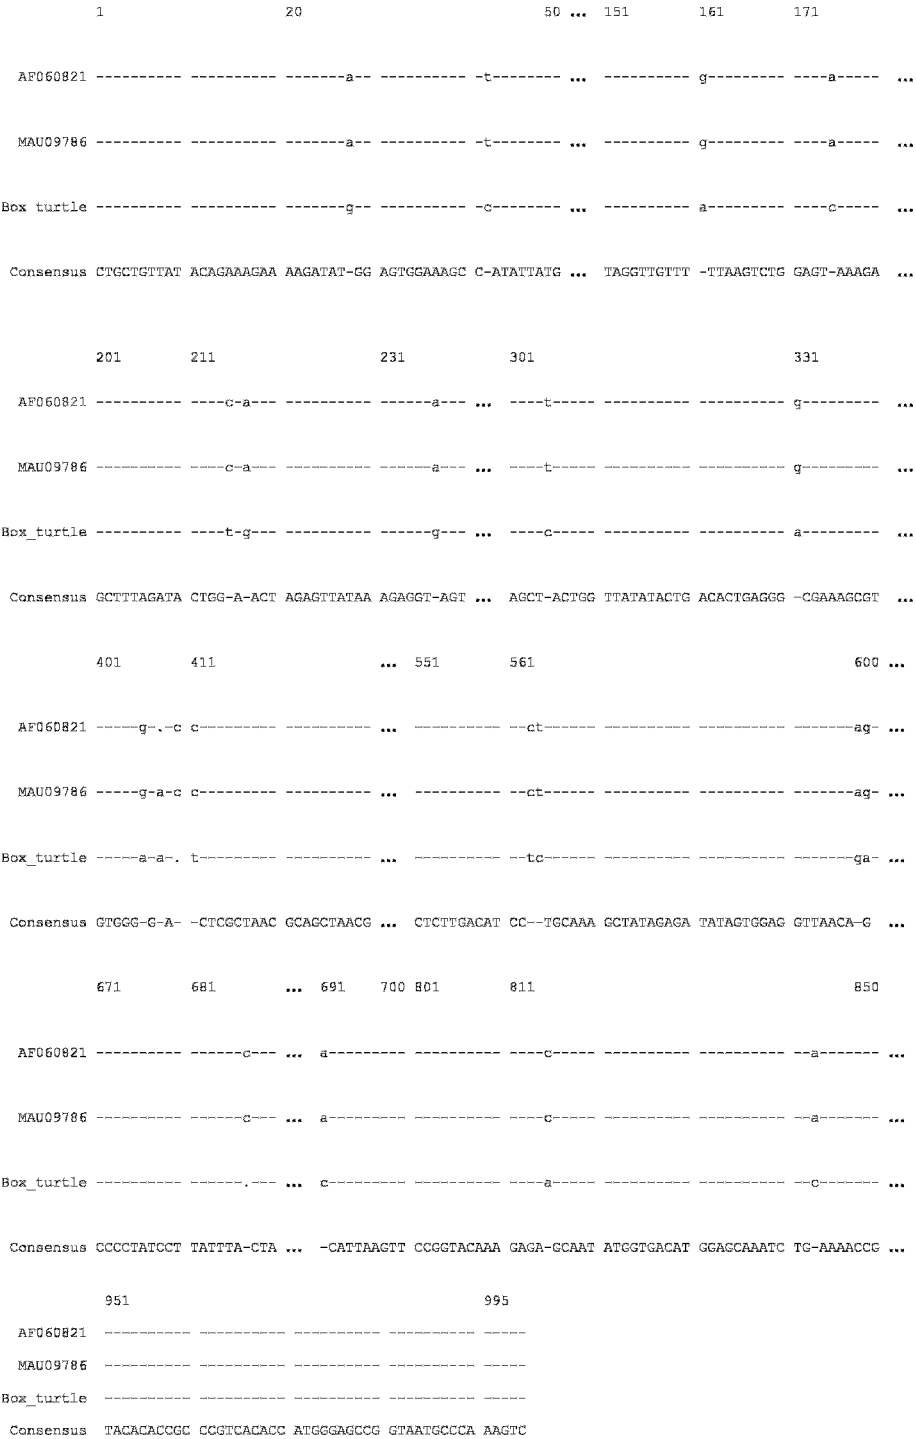 1 20 50 ... 151 161 171
AF060821 ---------- ---------- -------a-- ---------- -t-------- ... ---------- g--------- ----a----- ...
MAU09786 ---------- ---------- -------a-- ---------- -t-------- ... ---------- g--------- ----a----- ...
Box turtle ---------- ---------- -------g-- ---------- -c-------- ... ---------- a--------- ----c----- ...
Consensus CTGCTGTTAT ACAGAAAGAA AAGATAT-GG AGTGGAAAGC C-ATATTATG ... TAGGTTGTTT -TTAAGTCTG GAGT-AAAGA ...
201 211 231 301 331
AF060821 ---------- ----c-a--- ---------- ------a--- ... ----t----- ---------- ---------- g--------- ...
MAU09786 ---------- ----c-a--- ---------- ------a--- ... ----t----- ---------- ---------- g--------- ...
Box_turtle ---------- ----t-g--- ---------- ------g--- ... ----c----- ---------- ---------- a--------- ...
Consensus GCTTTAGATA CTGG-A-ACT AGAGTTATAA AGAGGT-AGT ... AGCT-ACTGG TTATATACTG ACACTGAGGG -CGAAAGCGT ...
401 411 ... 551 561 600 ...
AF060821 -----g-.-c c--------- ---------- ... ---------- --ct------ ---------- ---------- ------ag- ...
MAU09786 -----g-a-c c--------- ---------- ... ---------- --ct------ ---------- ---------- ------ag- ...
Box_turtle -----a-a-. t--------- ---------- ... ---------- --tc------ ---------- ---------- ------ga- ...
Consensus GTGGG-G-A- -CTCGCTAAC GCAGCTAACG ... CTCTTGACAT CC--TGCAAA GCTATAGAGA TATAGTGGAG GTTAACA-G ...
671 681 ... 691 700 801 811 850
AF060821 ---------- ------c--- ... a--------- ---------- ----c----- ---------- ---------- --a------- ...
MAU09786 ---------- ------c--- ... a--------- ---------- ----c----- ---------- ---------- --a------- ...
Box_turtle ---------- ------.--- ... c--------- ---------- ----a----- ---------- ---------- --c------- ...
Consensus CCCCTATCCT TATTTA-CTA ... -CATTAAGTT CCGGTACAAA GAGA-GCAAT ATGGTGACAT GGAGCAAATC TG-AAAACCG ...
951 995
AF060821 ---------- ---------- ---------- ---------- -----
MAU09786 ---------- ---------- ---------- ---------- -----
Box_turtle ---------- ---------- ---------- ---------- -----
Consensus TACACACCGC CCGTCACACC ATGGGAGCCG GTAATGCCCA AAGTC